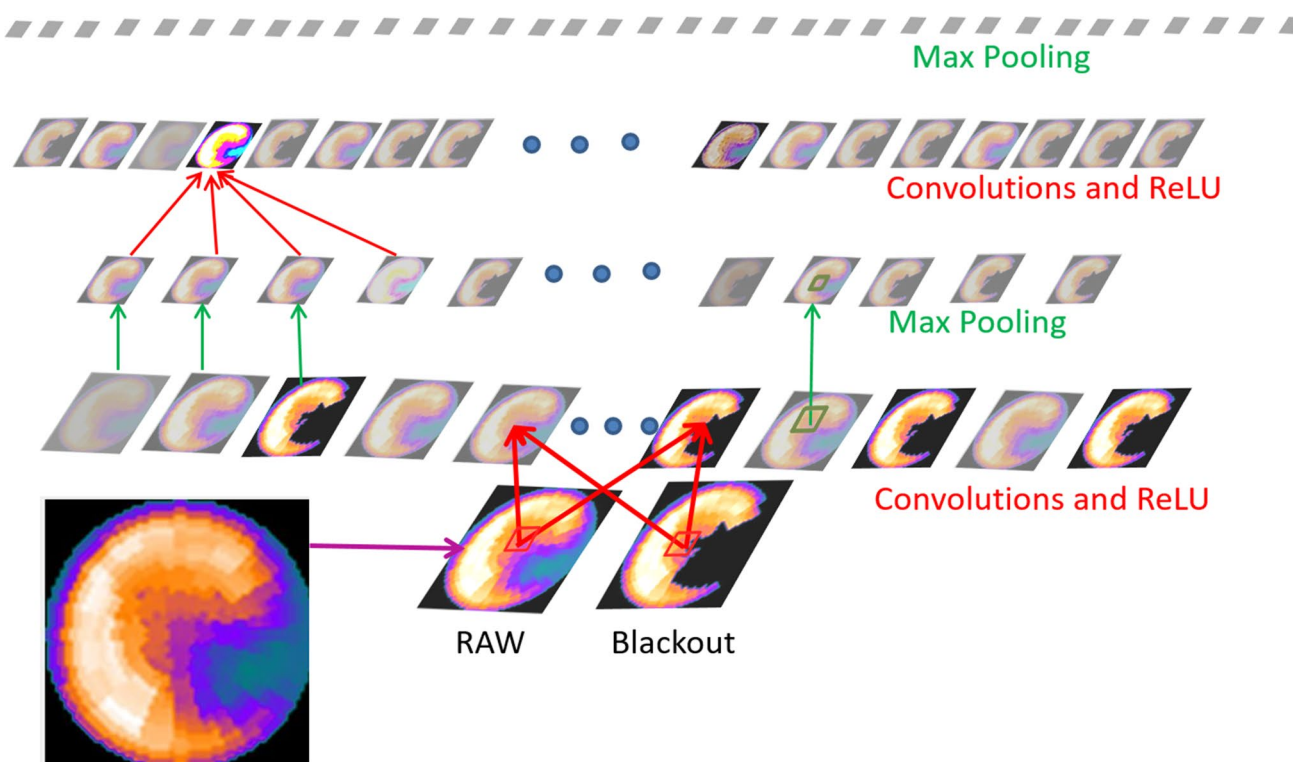 Max Pooling
Convolutions and ReLU
Max Pooling
Convolutions and ReLU
RAW
Blackout